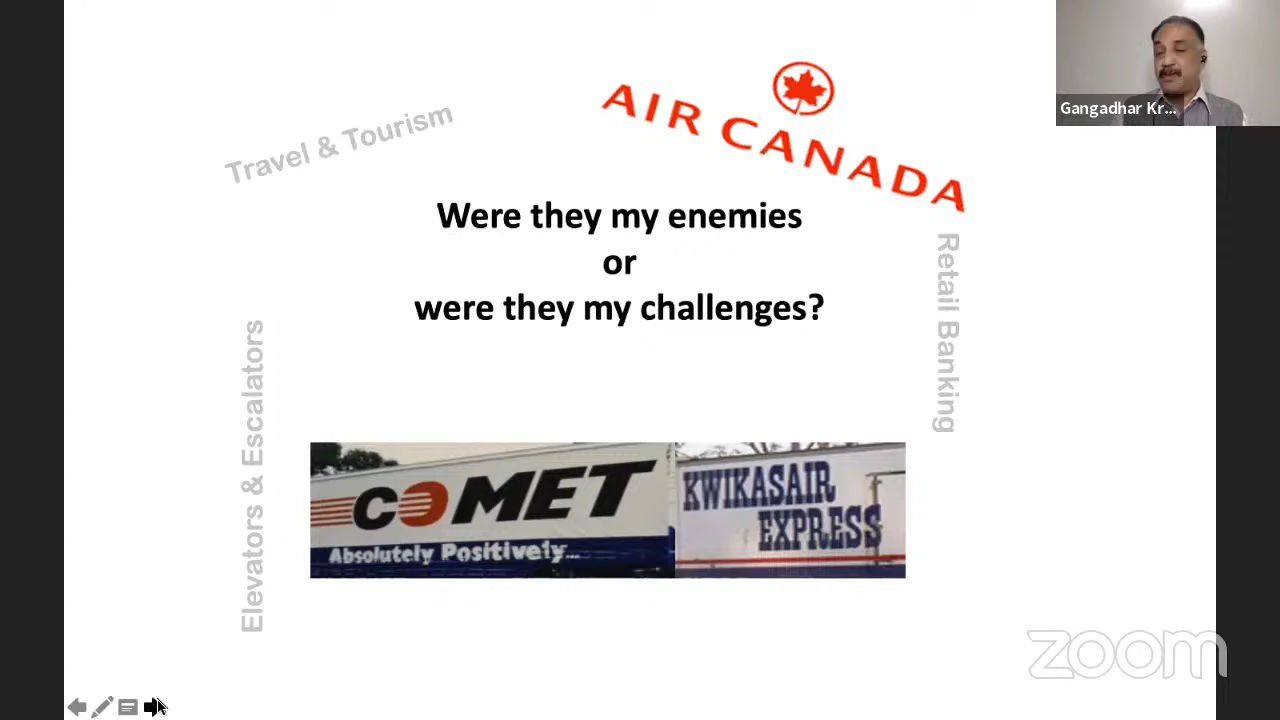 AIR CANADA
Gangadhar Kr...
Travel & Tourism
Were they my enemies
or
were they my challenges?
Retail Banking
Elevators & Escalators
COMET
Absolutely Positively...
KWIKASAIR
EXPRESS
zoom